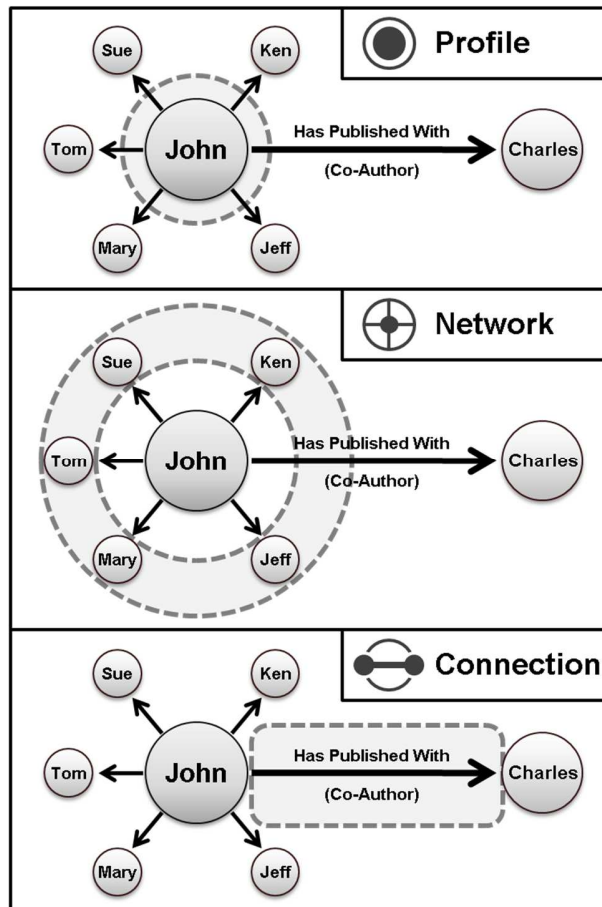 Profile
Sue
Ken
Tom
John
Has Published With
(Co-Author)
Charles
Mary
Jeff
Network
Sue
Ken
Tom
John
Has Published With
(Co-Author)
Charles
Mary
Jeff
Connection
Sue
Ken
Tom
John
Has Published With
(Co-Author)
Charles
Mary
Jeff